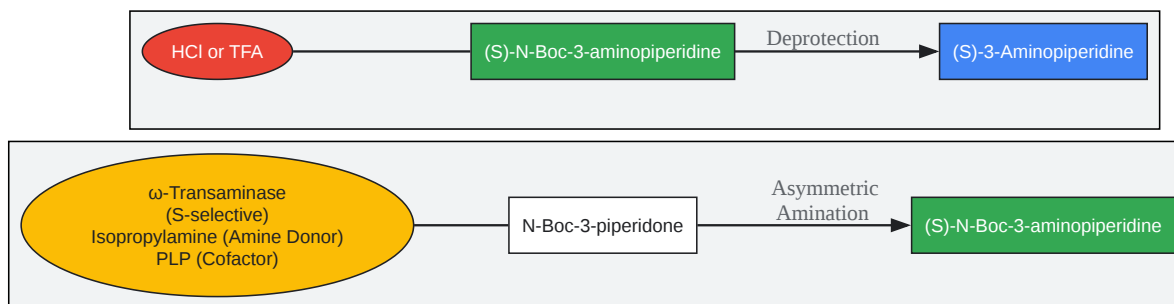 HCl or TFA
(S)-N-Boc-3-aminopiperidine
Deprotection
(S)-3-Aminopiperidine
ω-Transaminase
(S-selective)
Isopropylamine (Amine Donor)
PLP (Cofactor)
N-Boc-3-piperidone
Asymmetric
Amination
(S)-N-Boc-3-aminopiperidine